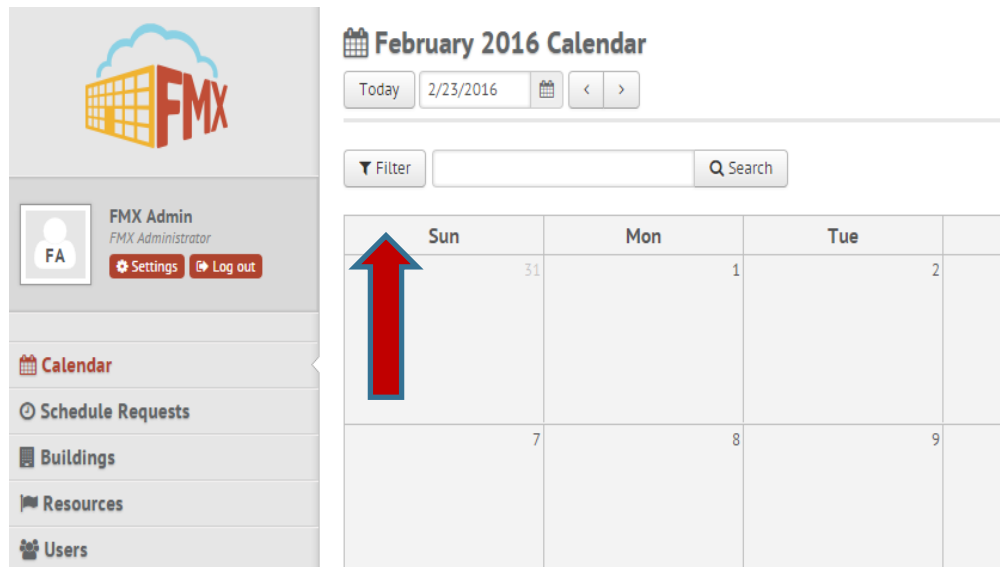 FMX
FA
FMX Admin
FMX Administrator
Settings
Log out
Calendar
Schedule Requests
Buildings
Resources
Users
February 2016 Calendar
Today 2/23/2016 < >
Filter Search
Sun Mon Tue
31 1 2
7 8 9